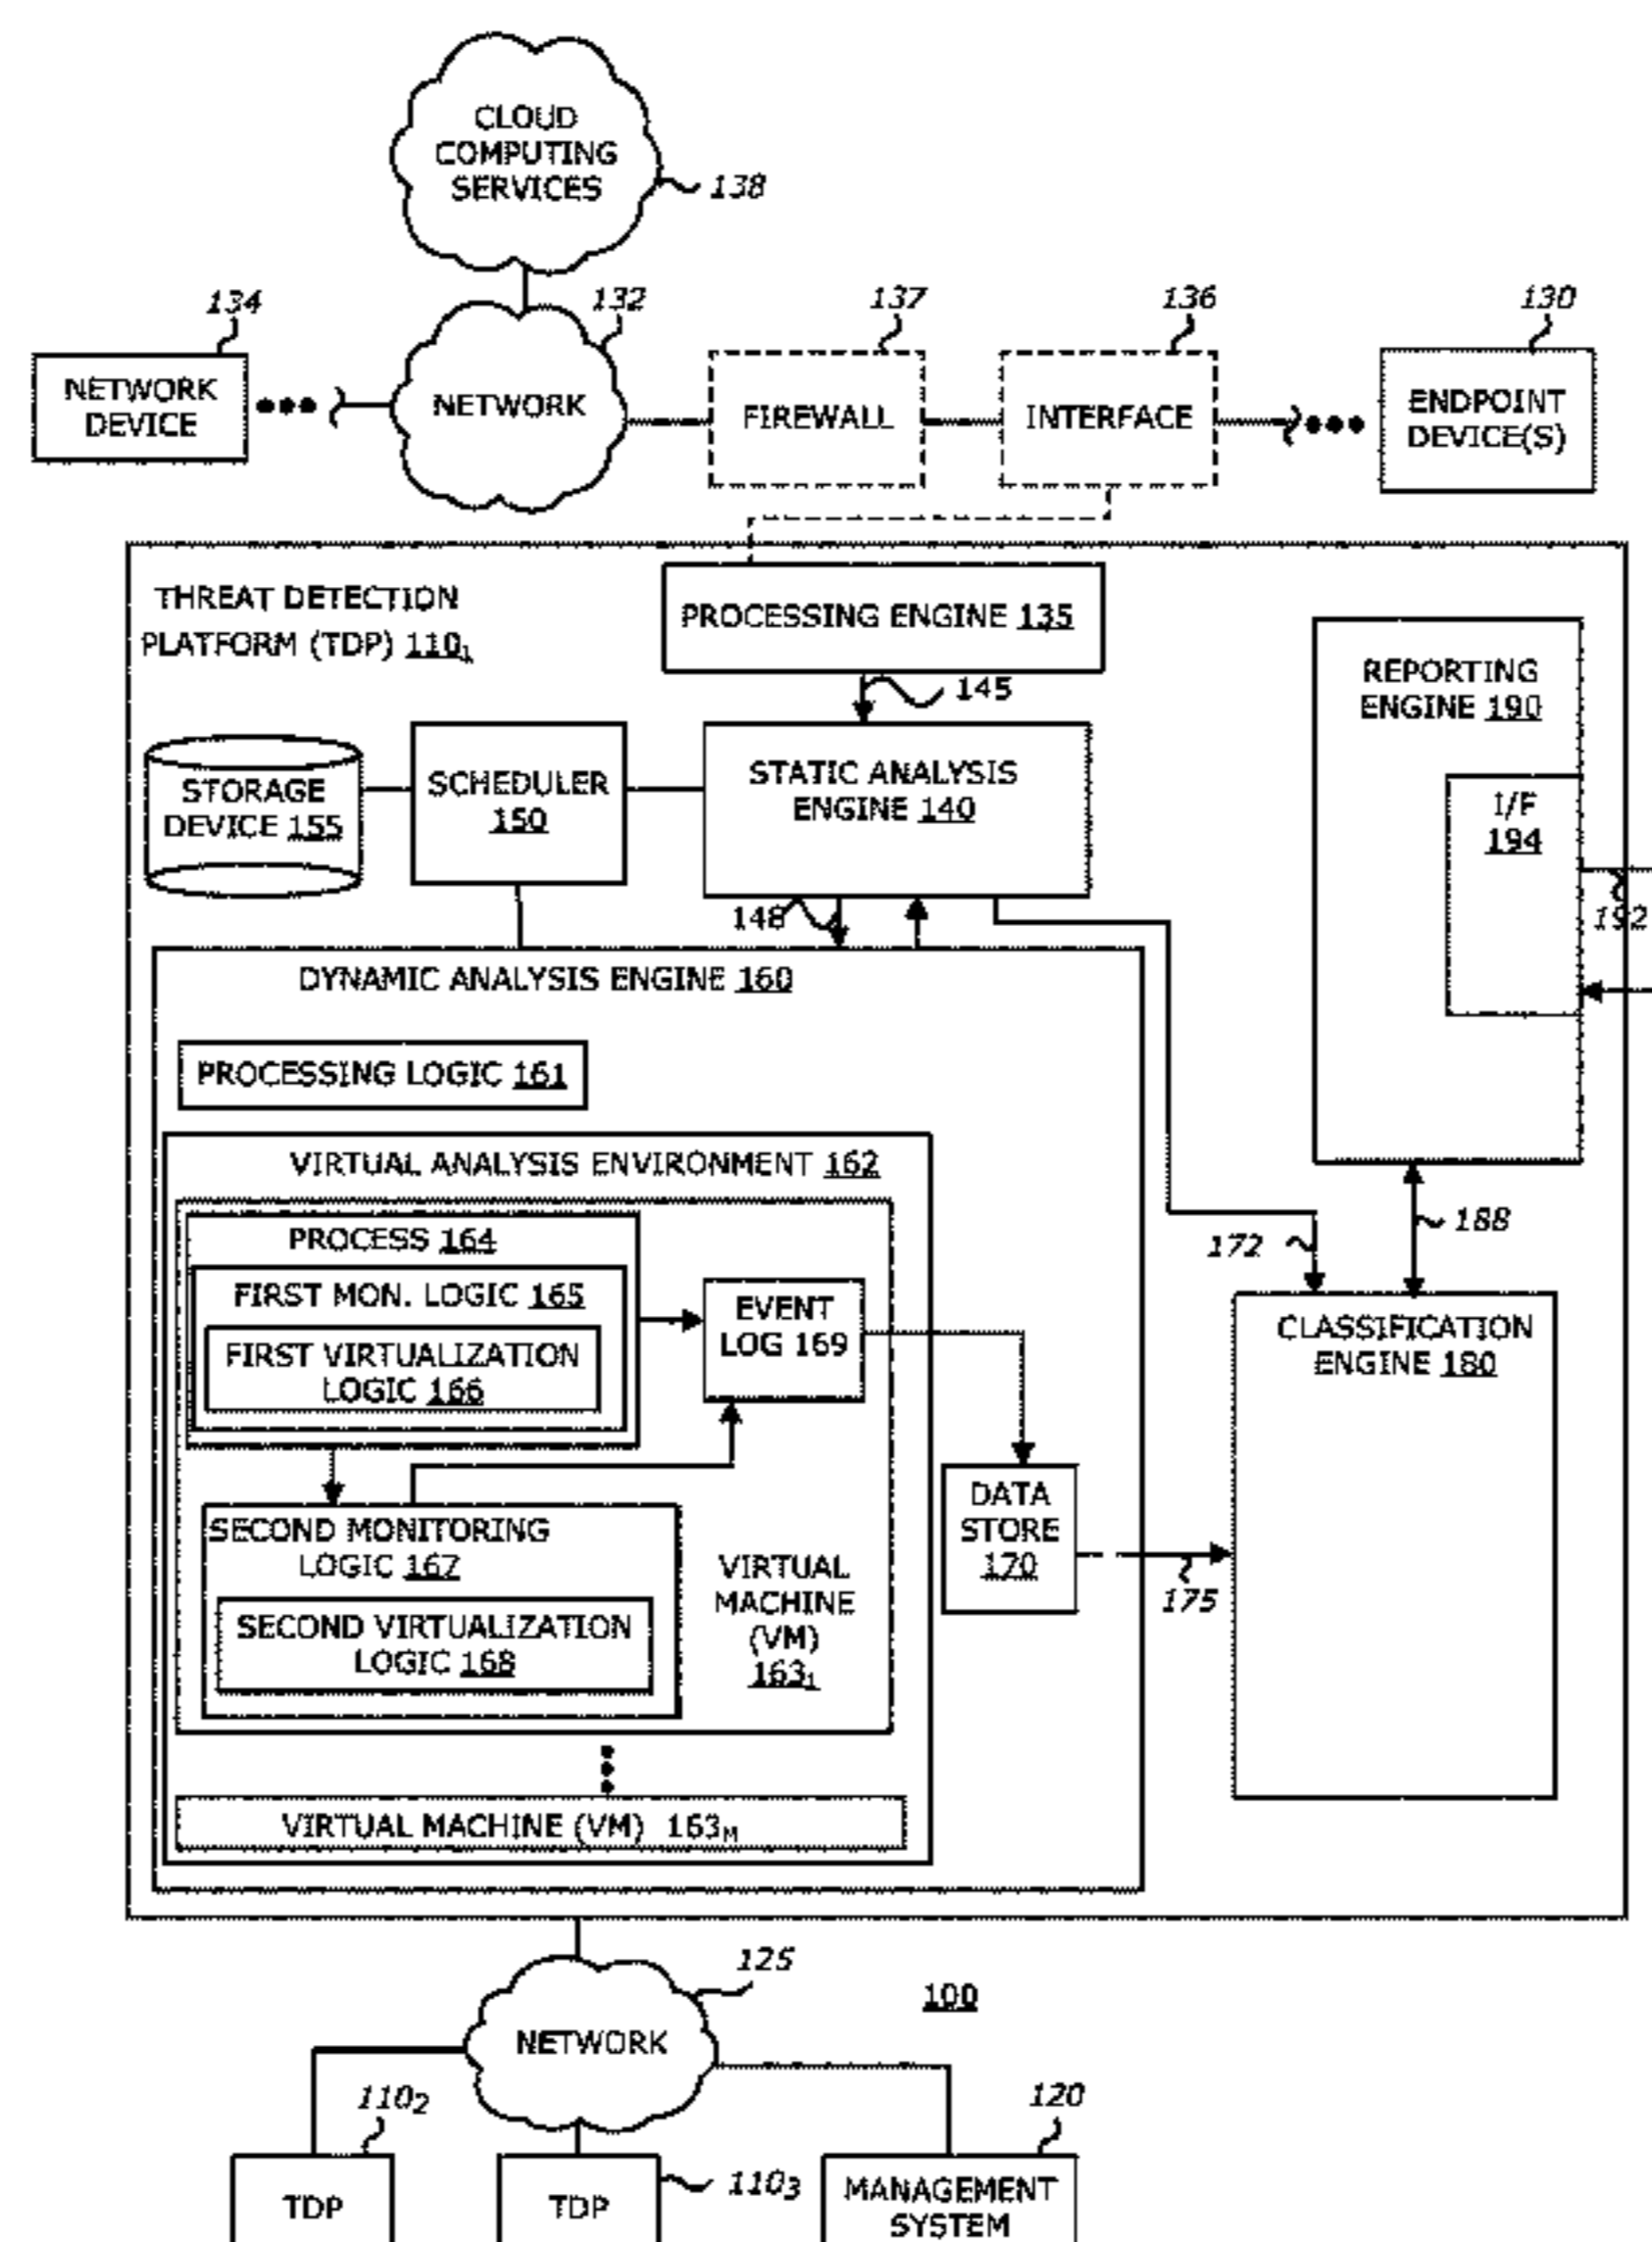 CLOUD
COMPUTING
SERVICES
138
134
132
137
136
130
NETWORK
DEVICE
NETWORK
FIREWALL
INTERFACE
ENDPOINT
DEVICE(S)
THREAT DETECTION
PLATFORM (TDP) 110₁
PROCESSING ENGINE 135
145
REPORTING
ENGINE 190
STORAGE
DEVICE 155
SCHEDULER
150
STATIC ANALYSIS
ENGINE 140
I/F
194
192
148
DYNAMIC ANALYSIS ENGINE 160
PROCESSING LOGIC 161
VIRTUAL ANALYSIS ENVIRONMENT 162
PROCESS 164
FIRST MON. LOGIC 165
FIRST VIRTUALIZATION
LOGIC 166
EVENT
LOG 169
172
188
CLASSIFICATION
ENGINE 180
SECOND MONITORING
LOGIC 167
SECOND VIRTUALIZATION
LOGIC 168
VIRTUAL
MACHINE
(VM)
163₁
DATA
STORE
170
175
VIRTUAL MACHINE (VM) 163M
125
100
NETWORK
110₂
120
TDP
TDP
110₃
MANAGEMENT
SYSTEM